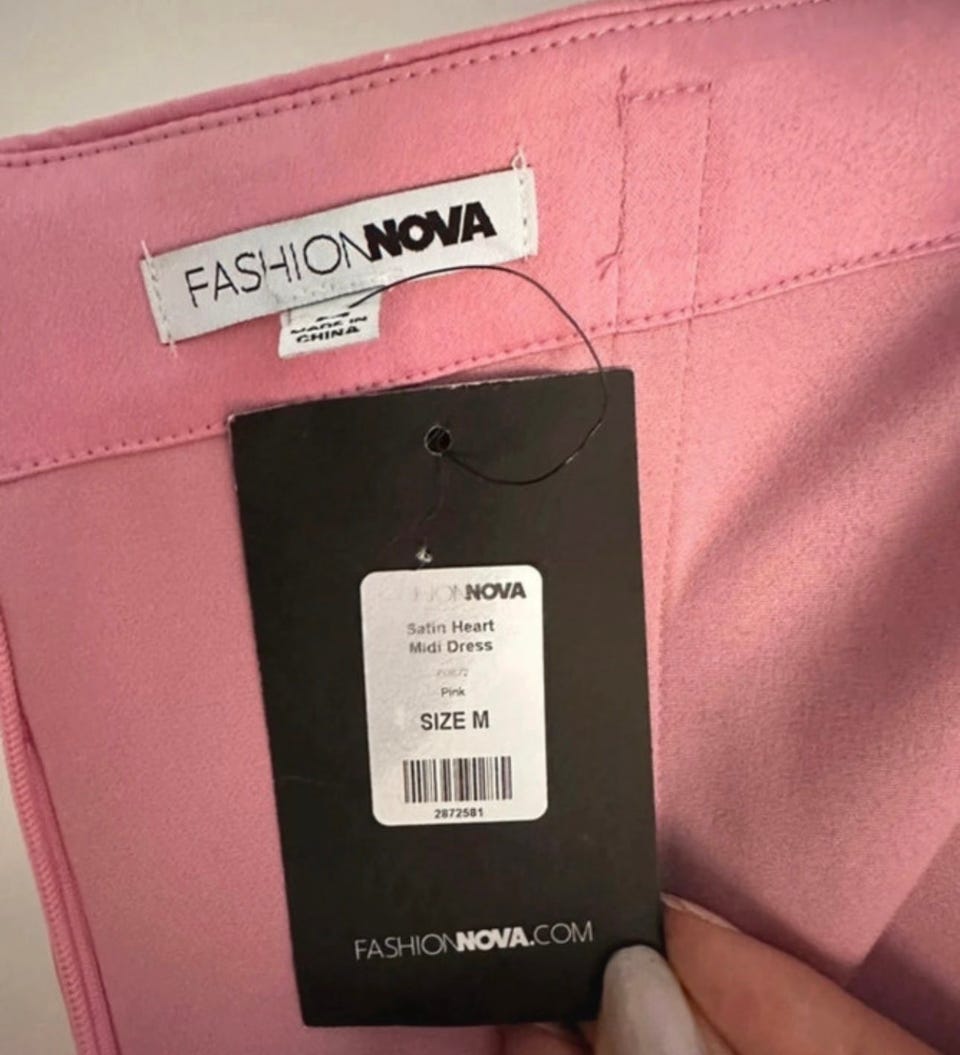 FASHIONNOVA
MADE IN
CHINA
NOVA
Satin Heart
Midi Dress
Pink
SIZE M
2872581
FASHIONNOVA.COM